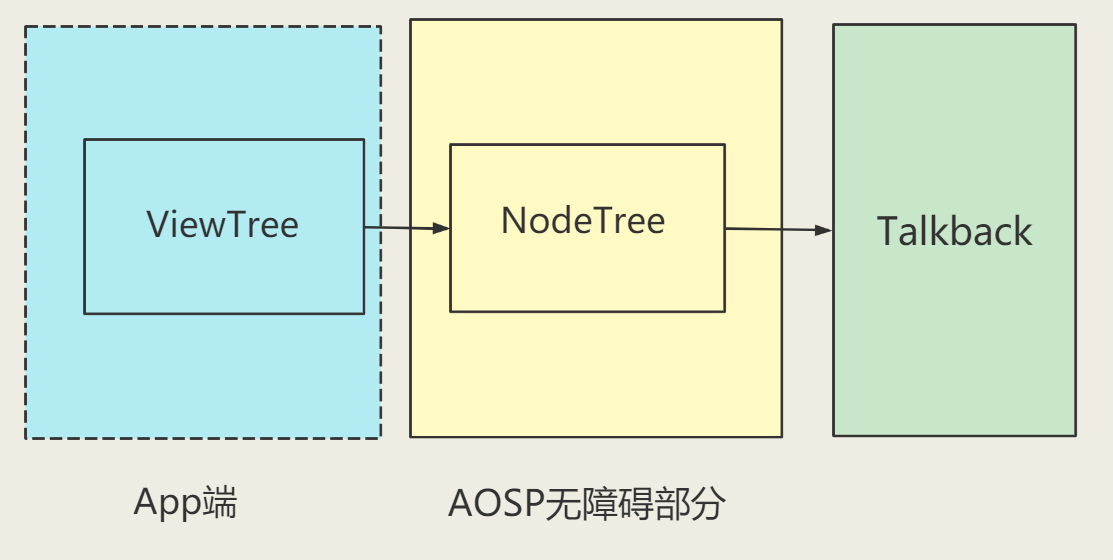 ViewTree
NodeTree
Talkback
App端
AOSP无障碍部分